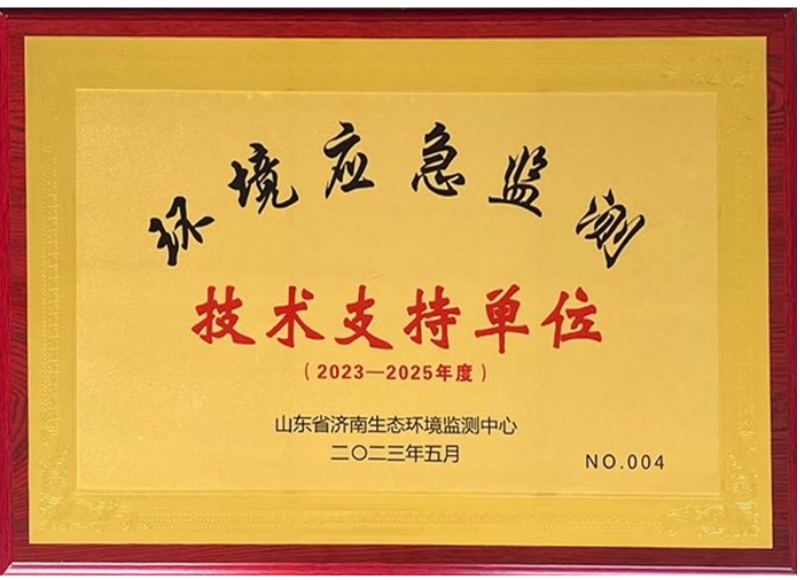 环境应急监测
技术支持单位
（2023—2025年度）
山东省济南生态环境监测中心
二〇二三年五月
NO.004